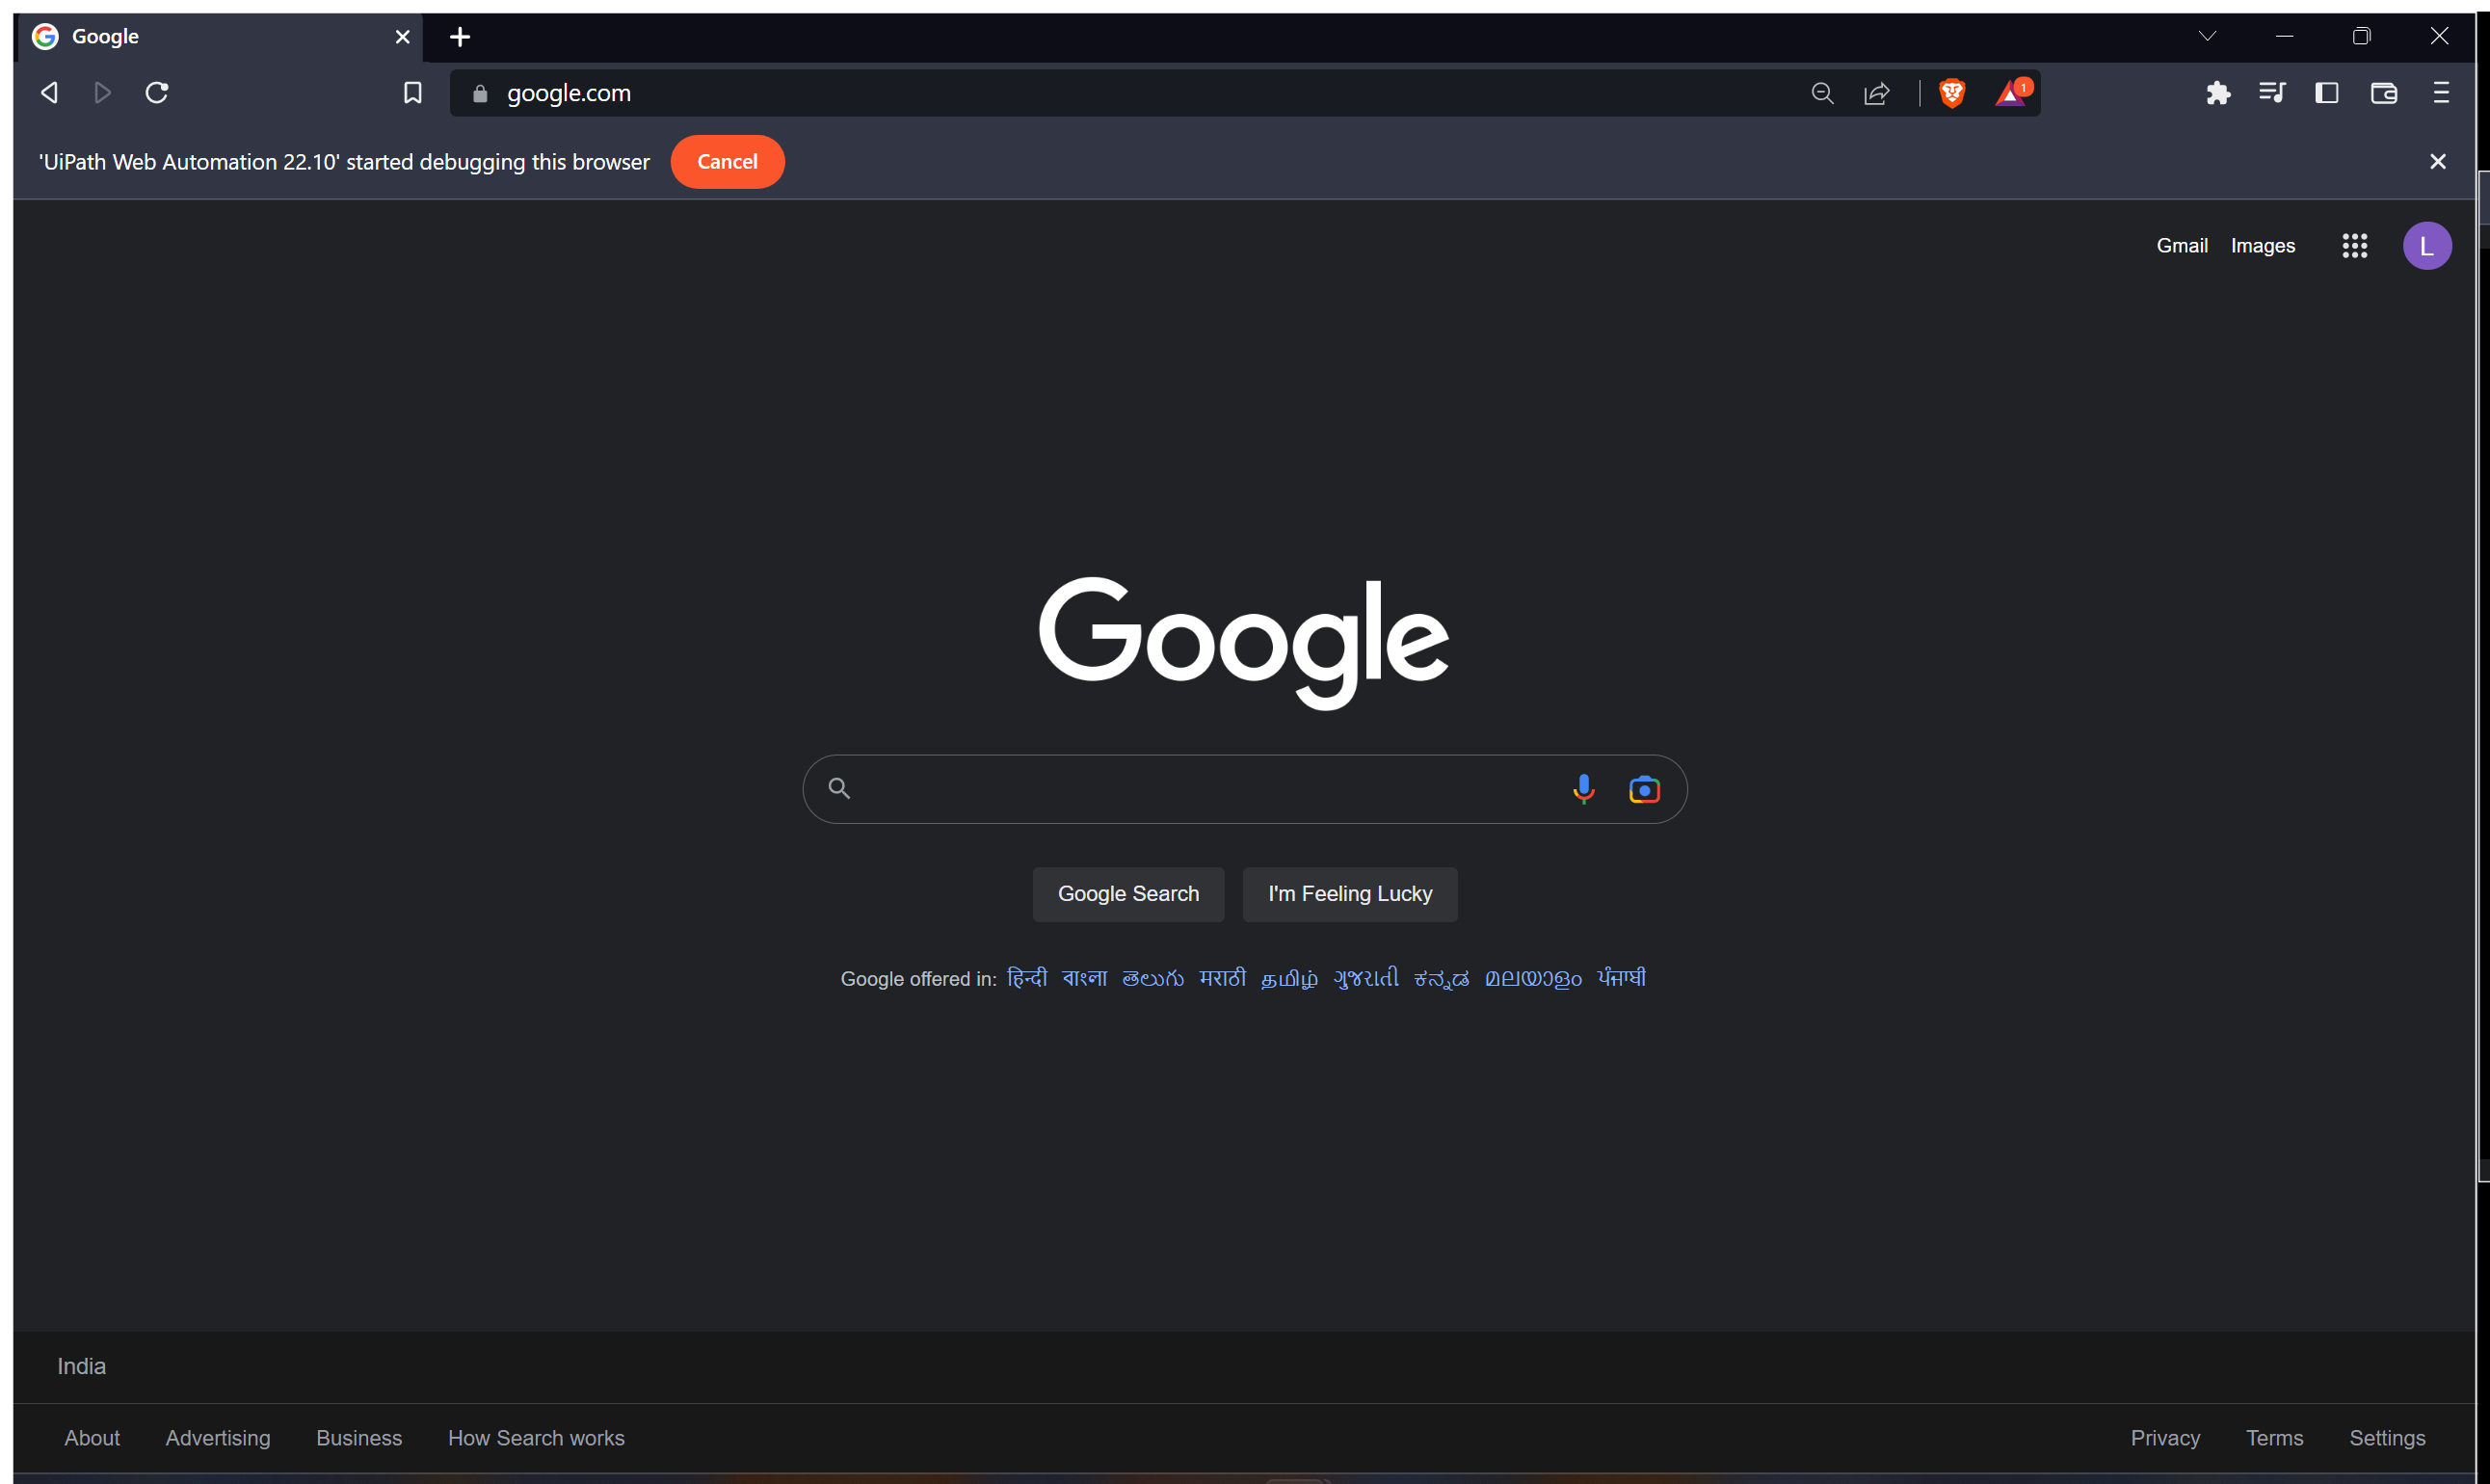 Google
google.com
1
'UiPath Web Automation 22.10' started debugging this browser Cancel
Gmail Images L
Google
Google Search I'm Feeling Lucky
Google offered in: हिन्दी বাংলা తెలుగు मराठी தமிழ் ગુજરાતી ಕನ್ನಡ മലയാളം ਪੰਜਾਬੀ
India
About Advertising Business How Search works Privacy Terms Settings